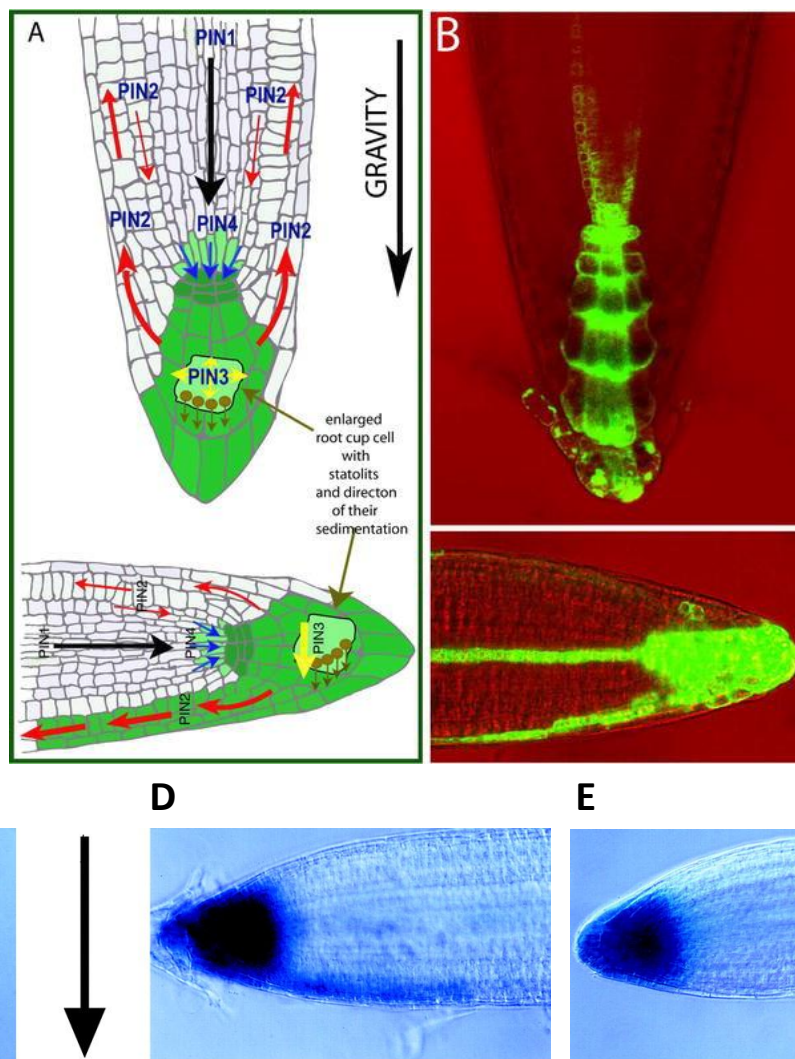 A
PIN1
PIN2
PIN2
PIN4
PIN2
PIN2
PIN3
GRAVITY
enlarged
root cup cell
with
statolits
and directon
of their
sedimentation
PIN2
PIN1
PIN4
PIN3
PIN2
B
D
E